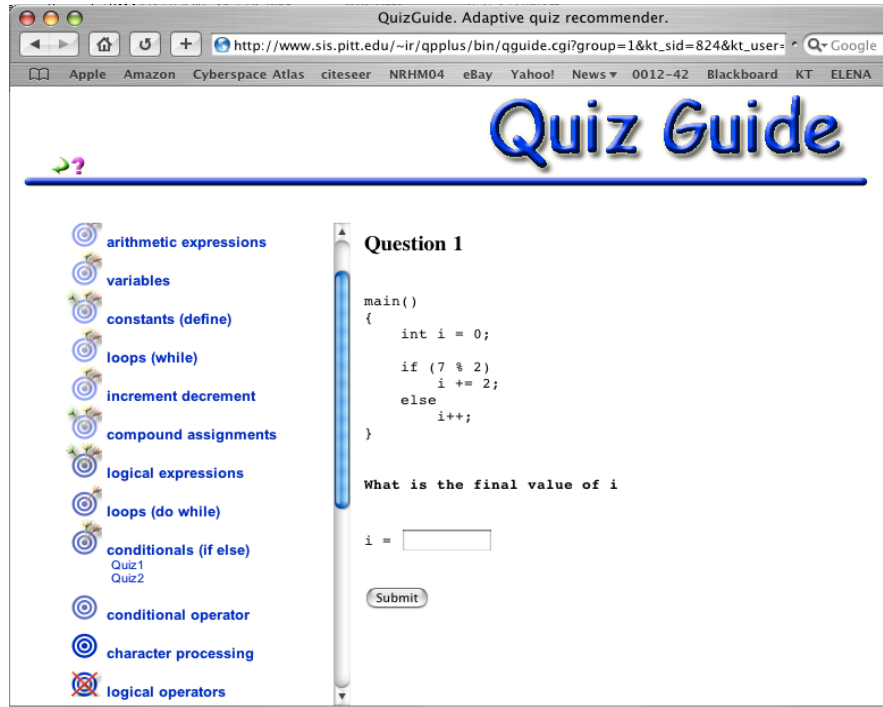 QuizGuide. Adaptive quiz recommender.
http://www.sis.pitt.edu/~ir/qpplus/bin/qguide.cgi?group=1&kt_sid=824&kt_user=
Q Google
Apple Amazon Cyberspace Atlas citeseer NRHM04 eBay Yahoo! News ▾ 0012-42 Blackboard KT ELENA
Quiz Guide
?
arithmetic expressions
variables
constants (define)
loops (while)
increment decrement
compound assignments
logical expressions
loops (do while)
conditionals (if else)
Quiz1
Quiz2
conditional operator
character processing
logical operators
Question 1
main()
{
int i = 0;
if (7 % 2)
i += 2;
else
i++;
}
What is the final value of i
i =
Submit